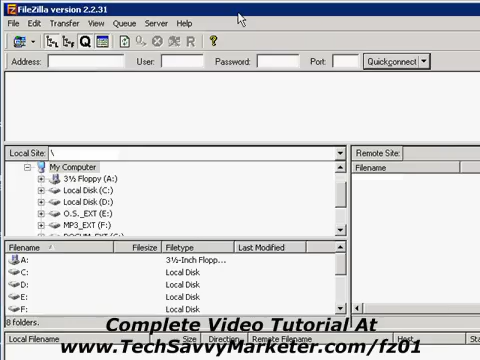 FileZilla version 2.2.31
File Edit Transfer View Queue Server Help
Address: User: Password: Port: Quickconnect
Local Site: \ Remote Site:
My Computer
3½ Floppy (A:)
Local Disk (C:)
Local Disk (D:)
O.S._EXT (E:)
MP3_EXT (F:)
Filename
Filename Filesize Filetype Last Modified
A: 3½-Inch Flopp...
C: Local Disk
D: Local Disk
E: Local Disk
F: Local Disk
8 folders.
Complete Video Tutorial At
www.TechSavvyMarketer.com/fz01
Local Filename Size Direction Remote Filename Host